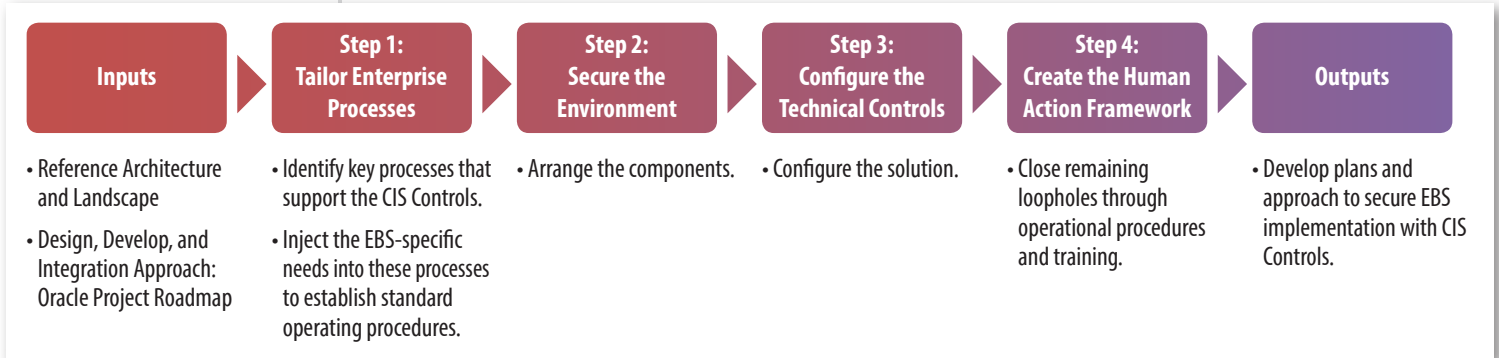 Inputs
• Reference Architecture
and Landscape
• Design, Develop, and
Integration Approach:
Oracle Project Roadmap
Step 1:
Tailor Enterprise
Processes
• Identify key processes that
support the CIS Controls.
• Inject the EBS-specific
needs into these processes
to establish standard
operating procedures.
Step 2:
Secure the
Environment
• Arrange the components.
Step 3:
Configure the
Technical Controls
• Configure the solution.
Step 4:
Create the Human
Action Framework
• Close remaining
loopholes through
operational procedures
and training.
Outputs
• Develop plans and
approach to secure EBS
implementation with CIS
Controls.